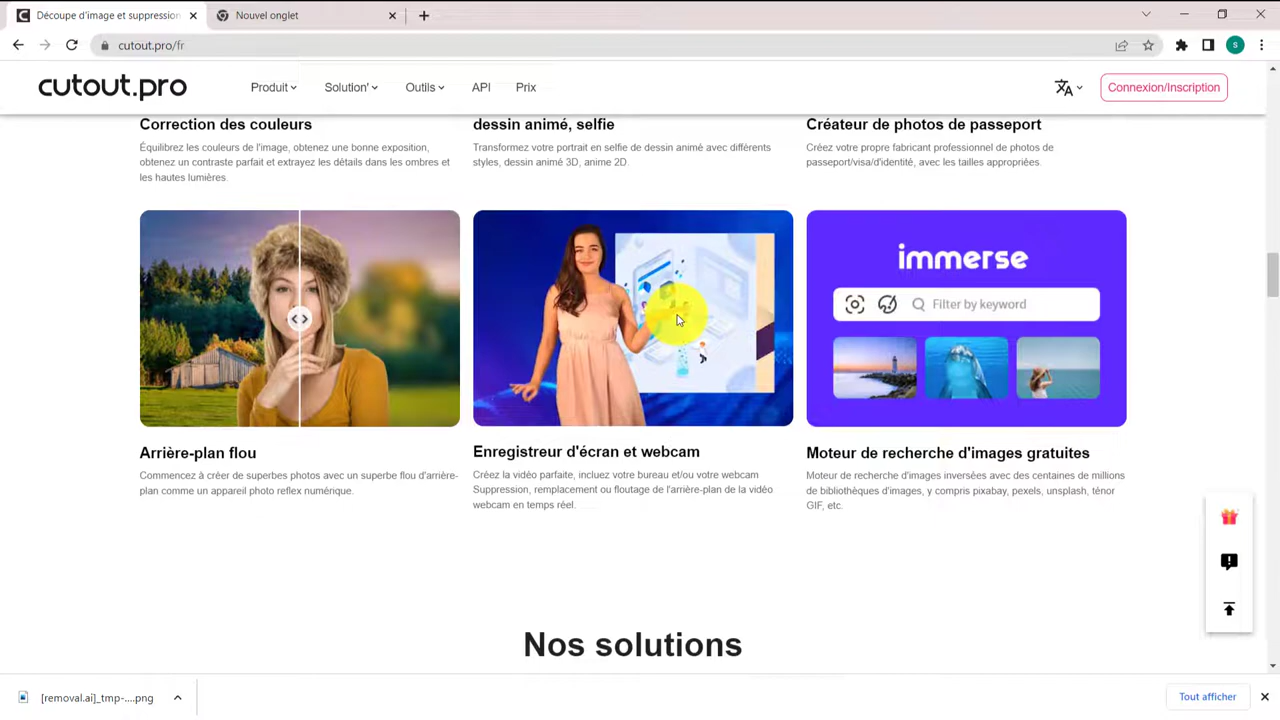 Découpe d'image et suppression
Nouvel onglet
cutout.pro/fr
S
cutout.pro
Produit
Solution'
Outils
API
Prix
Connexion/Inscription
Correction des couleurs
Équilibrez les couleurs de l'image, obtenez une bonne exposition,
obtenez un contraste parfait et extrayez les détails dans les ombres et
les hautes lumières.
dessin animé, selfie
Transformez votre portrait en selfie de dessin animé avec différents
styles, dessin animé 3D, anime 2D.
Créateur de photos de passeport
Créez votre propre fabricant professionnel de photos de
passeport/visa/d'identité, avec les tailles appropriées.
immerse
Filter by keyword
Arrière-plan flou
Commencez à créer de superbes photos avec un superbe flou d'arrière-
plan comme un appareil photo reflex numérique.
Enregistreur d'écran et webcam
Créez la vidéo parfaite, incluez votre bureau et/ou votre webcam
Suppression, remplacement ou floutage de l'arrière-plan de la vidéo
webcam en temps réel.
Moteur de recherche d'images gratuites
Moteur de recherche d'images inversées avec des centaines de millions
de bibliothèques d'images, y compris pixabay, pexels, unsplash, ténor
GIF, etc.
Nos solutions
[removal.ai]_tmp-....png
Tout afficher